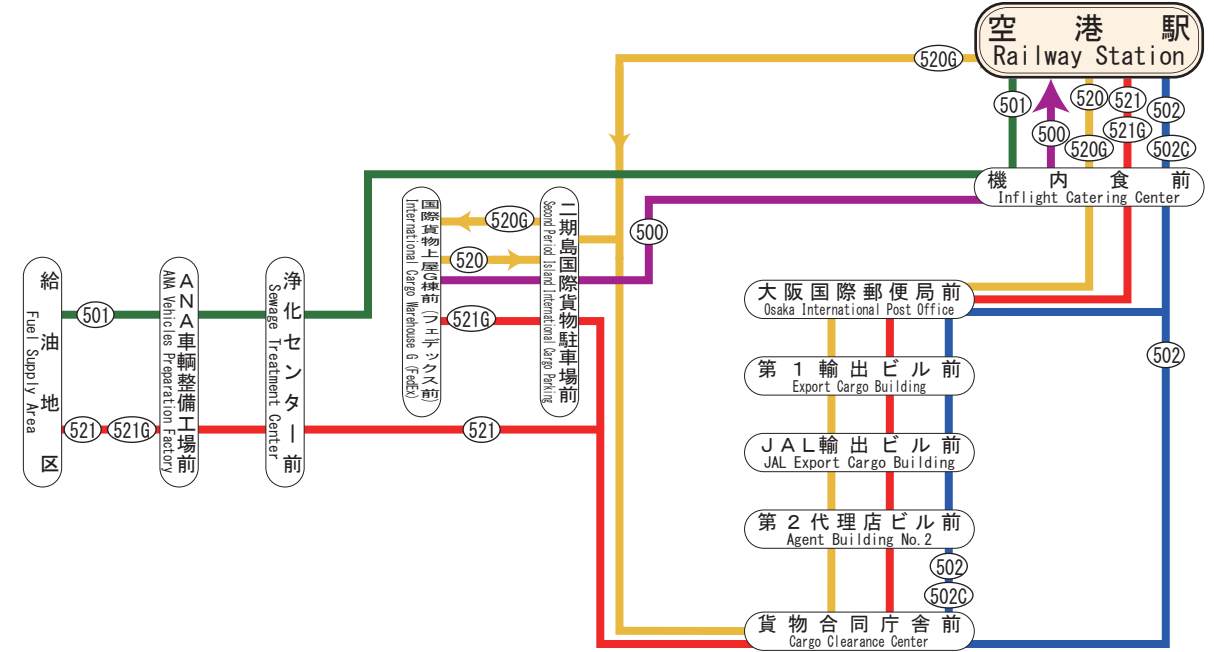 空港駅
Railway Station
520G
501
500
520
520G
521
521G
502
502C
機内食前
Inflight Catering Center
国際貨物上屋G棟前(フェデックス前)
International Cargo Warehouse G (FedEx)
520G
520
521G
二期島国際貨物駐車場前
Second Period Island International Cargo Parking
500
給油地区
Fuel Supply Area
501
521
521G
ANA車輌整備工場前
ANA Vehicles Preparation Factory
浄化センター前
Sewage Treatment Center
521
大阪国際郵便局前
Osaka International Post Office
第1輸出ビル前
Export Cargo Building
502
JAL輸出ビル前
JAL Export Cargo Building
第2代理店ビル前
Agent Building No.2
502
502C
貨物合同庁舎前
Cargo Clearance Center